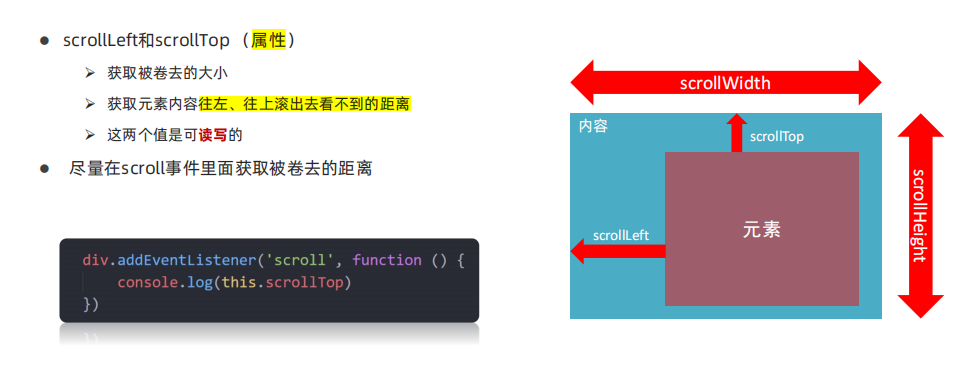 scrollLeft和scrollTop （属性）
获取被卷去的大小
获取元素内容往左、往上滚出去看不到的距离
这两个值是可读写的
尽量在scroll事件里面获取被卷去的距离
div.addEventListener('scroll', function () {
console.log(this.scrollTop)
})
scrollWidth
内容
scrollTop
scrollLeft
元素
scrollHeight